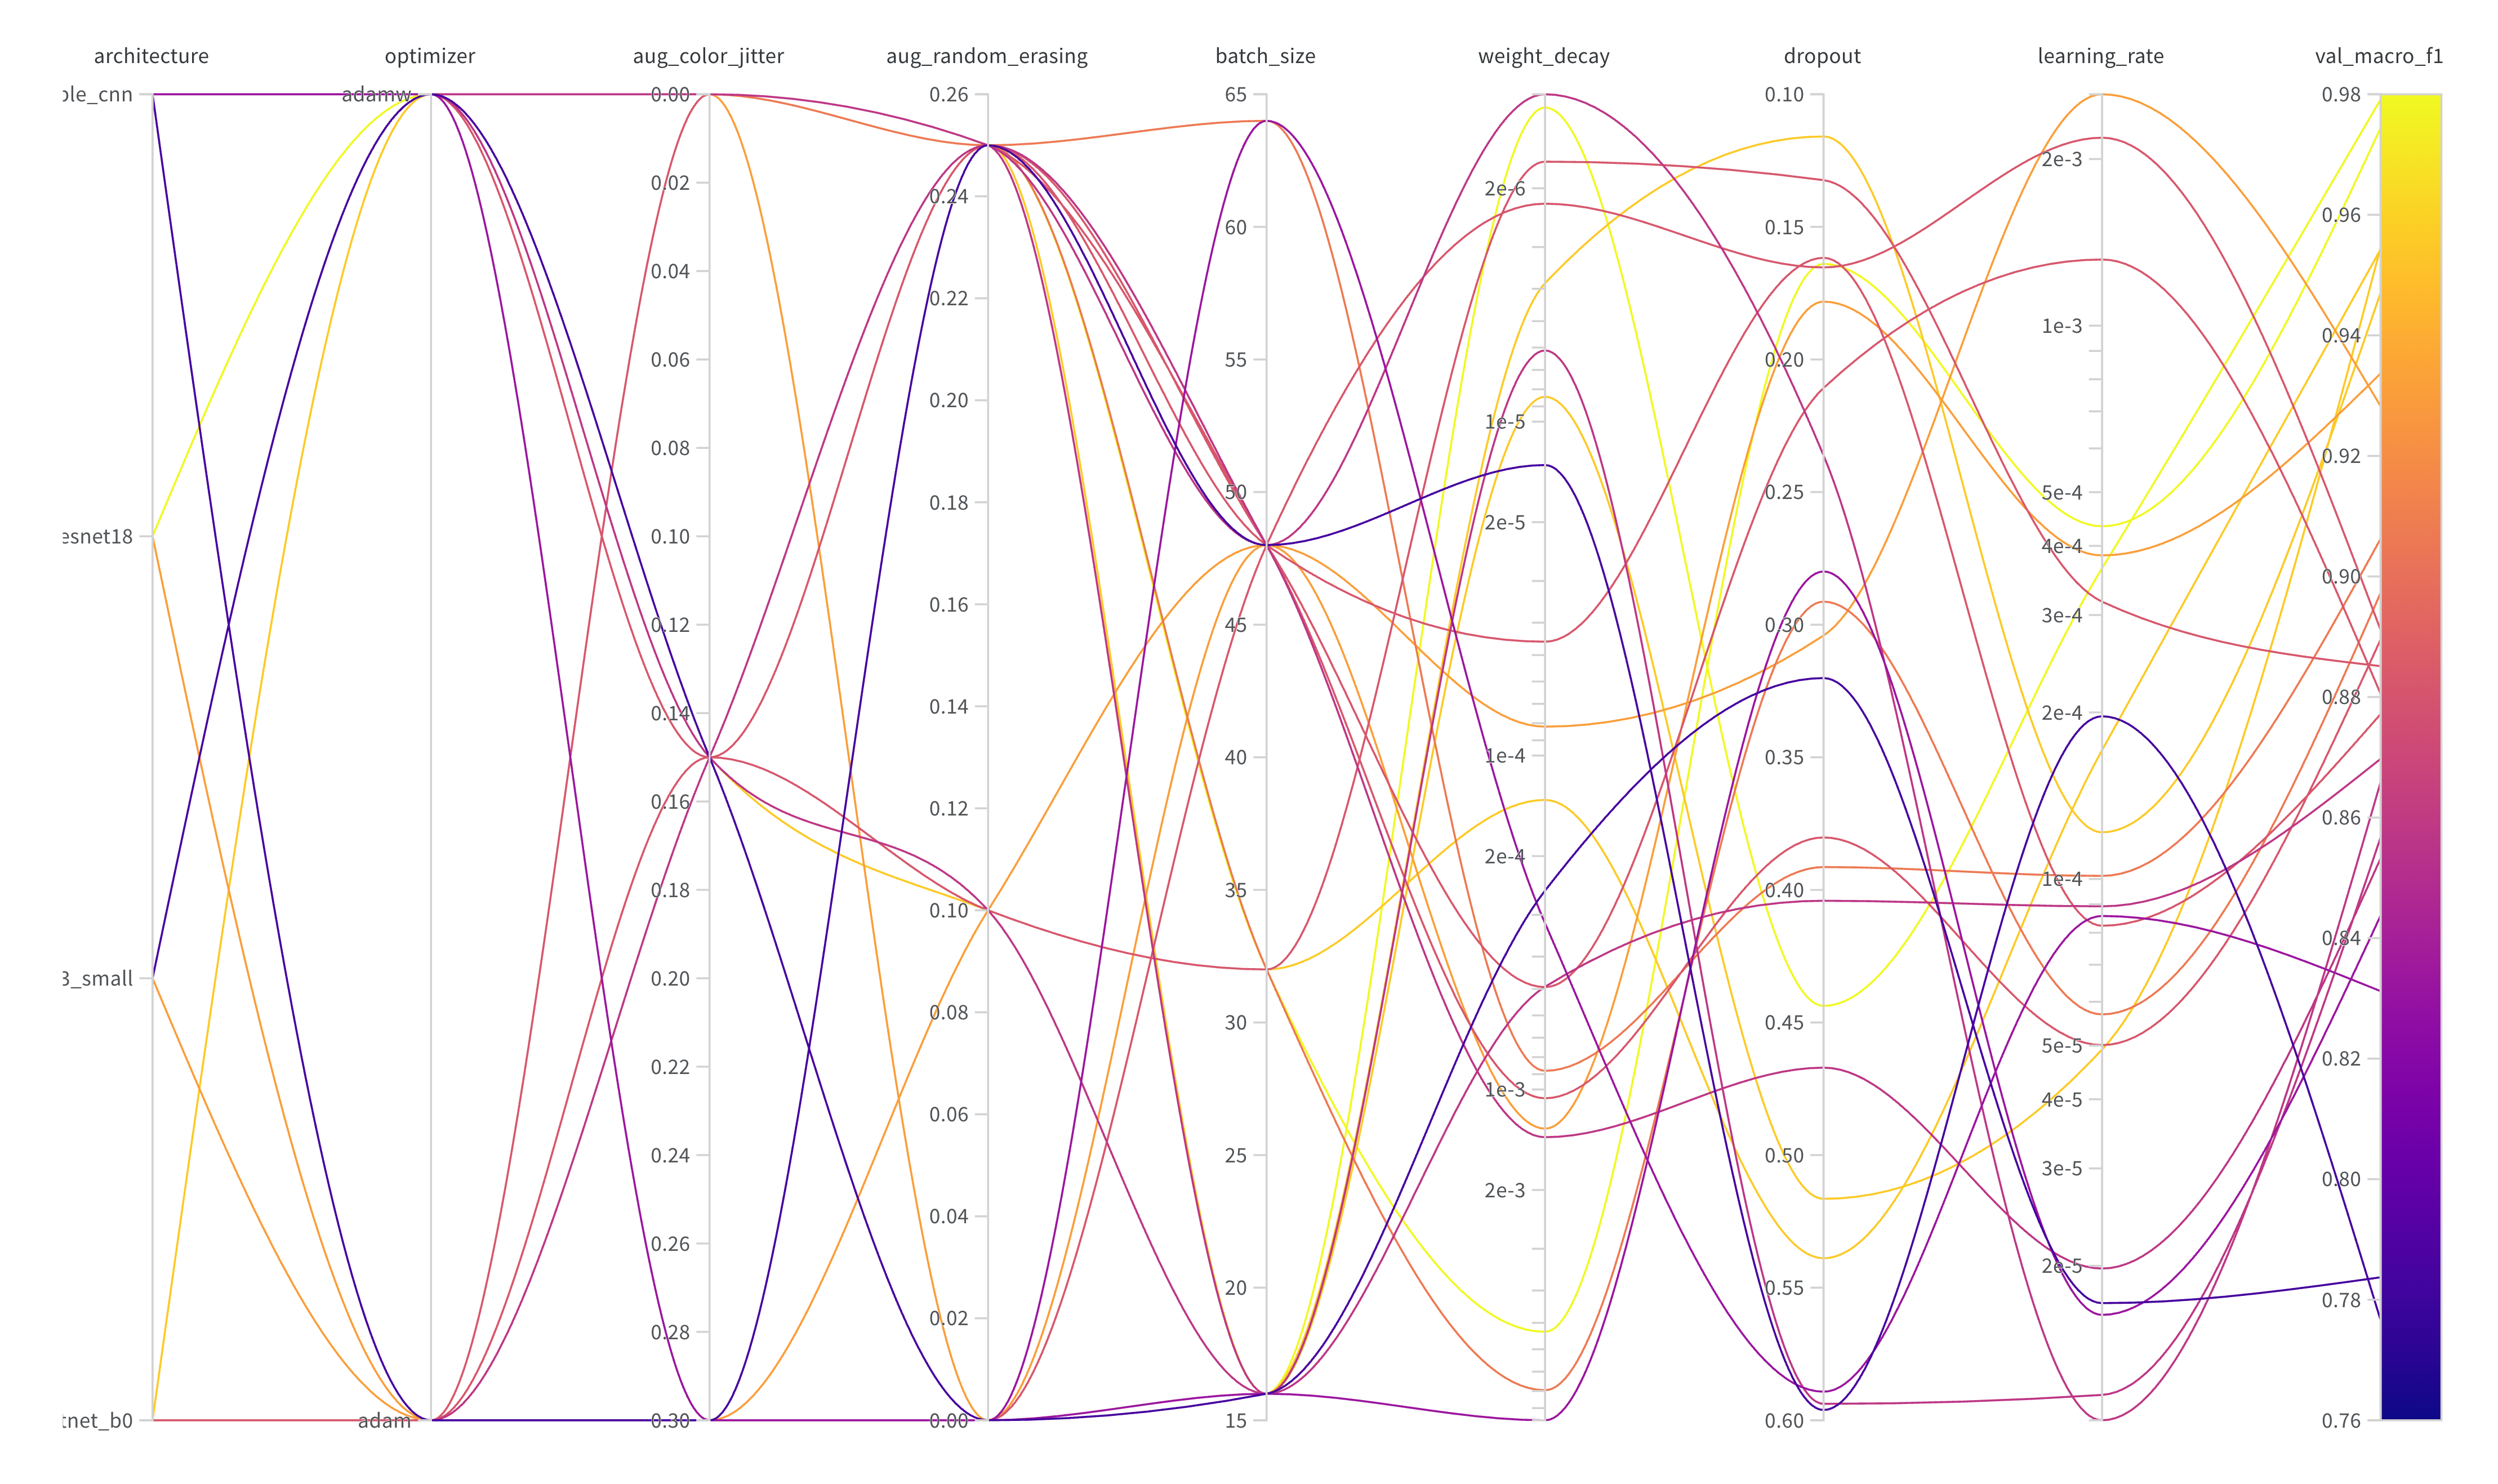 architecture optimizer aug_color_jitter aug_random_erasing batch_size weight_decay dropout learning_rate val_macro_f1
ple_cnn
esnet18
3_small
tnet_b0
adamw
adam
0.00
0.02
0.04
0.06
0.08
0.10
0.12
0.14
0.16
0.18
0.20
0.22
0.24
0.26
0.28
0.30
0.26
0.24
0.22
0.20
0.18
0.16
0.14
0.12
0.10
0.08
0.06
0.04
0.02
0.00
65
60
55
50
45
40
35
30
25
20
15
2e-6
1e-5
2e-5
1e-4
2e-4
1e-3
2e-3
0.10
0.15
0.20
0.25
0.30
0.35
0.40
0.45
0.50
0.55
0.60
2e-3
1e-3
5e-4
4e-4
3e-4
2e-4
1e-4
5e-5
4e-5
3e-5
2e-5
0.98
0.96
0.94
0.92
0.90
0.88
0.86
0.84
0.82
0.80
0.78
0.76